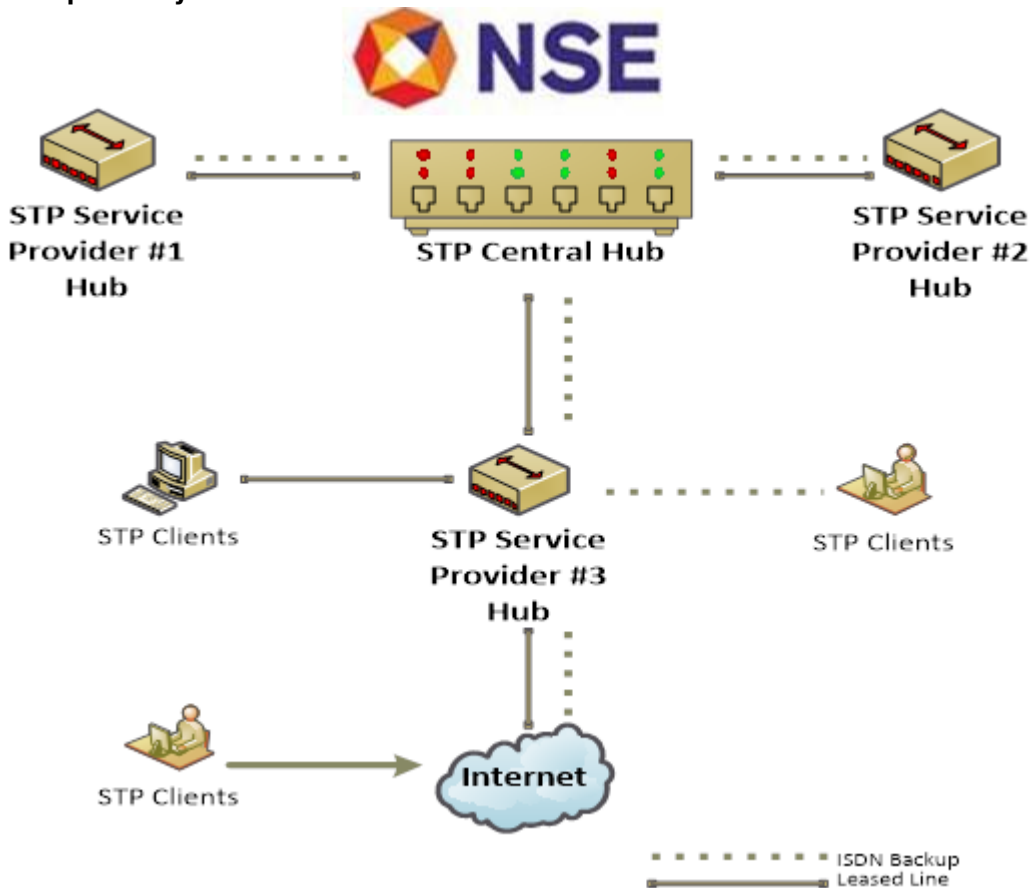 NSE
STP Service
Provider #1
Hub
STP Central Hub
STP Service
Provider #2
Hub
STP Clients
STP Service
Provider #3
Hub
STP Clients
STP Clients
Internet
ISDN Backup
Leased Line